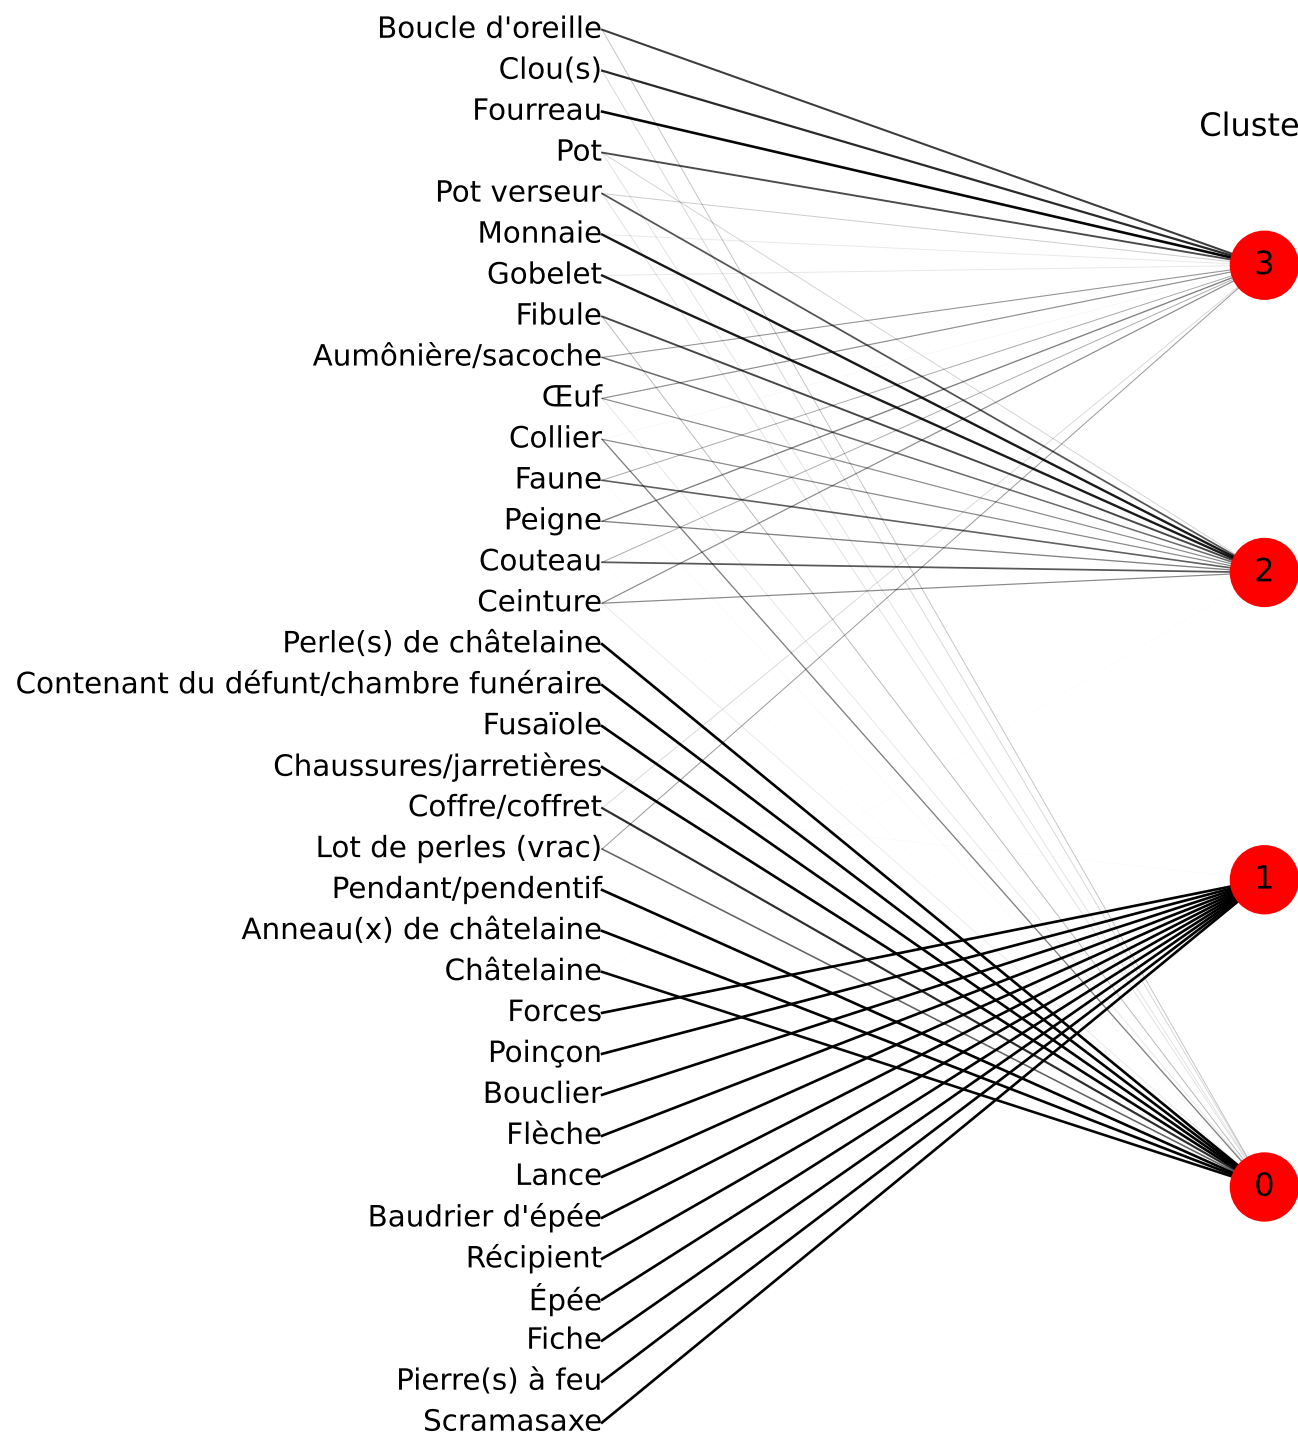 Boucle d'oreille
Clou(s)
Fourreau
Cluste
Pot
Pot verseur
Monnaie
3
Gobelet
Fibule
Aumônière/sacoche
Œuf
Collier
Faune
Peigne
Couteau
2
Ceinture
Perle(s) de châtelaine
Contenant du défunt/chambre funéraire
Fusaïole
Chaussures/jarretières
Coffre/coffret
Lot de perles (vrac)
1
Pendant/pendentif
Anneau(x) de châtelaine
Châtelaine
Forces
Poinçon
Bouclier
Flèche
Lance
0
Baudrier d'épée
Récipient
Épée
Fiche
Pierre(s) à feu
Scramasaxe